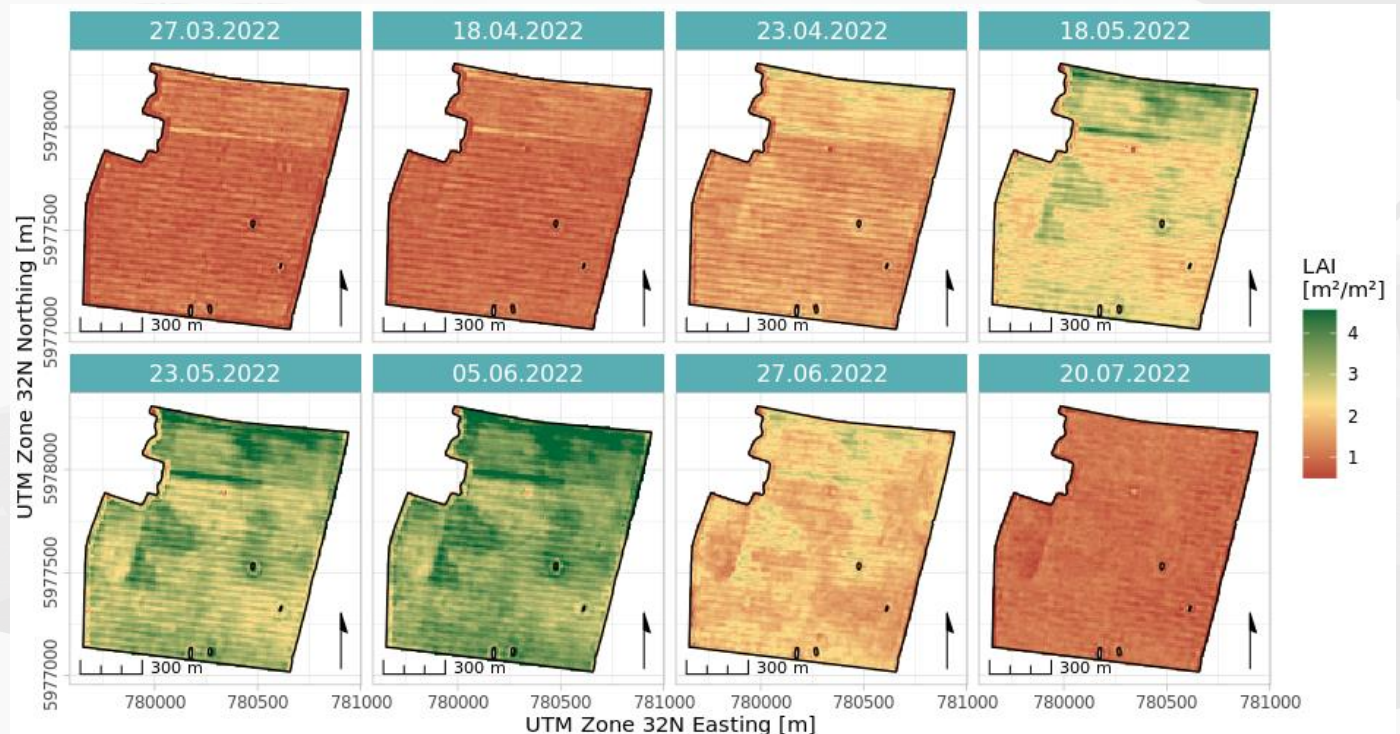 27.03.2022
18.04.2022
23.04.2022
18.05.2022
5978000
5977500
5977000
300 m
300 m
300 m
300 m
UTM Zone 32N Northing [m]
LAI
[m²/m²]
4
3
2
1
23.05.2022
05.06.2022
27.06.2022
20.07.2022
5978000
5977500
5977000
300 m
300 m
300 m
300 m
780000 780500 781000
780000 780500 781000
780000 780500 781000
780000 780500 781000
UTM Zone 32N Easting [m]